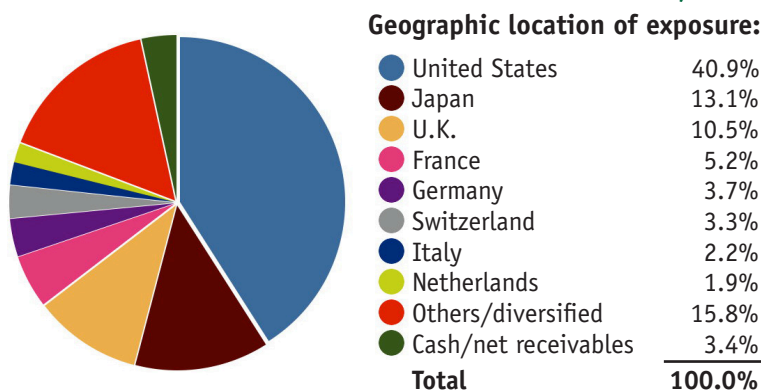 Geographic location of exposure:
United States 40.9%
Japan 13.1%
U.K. 10.5%
France 5.2%
Germany 3.7%
Switzerland 3.3%
Italy 2.2%
Netherlands 1.9%
Others/diversified 15.8%
Cash/net receivables 3.4%
Total 100.0%